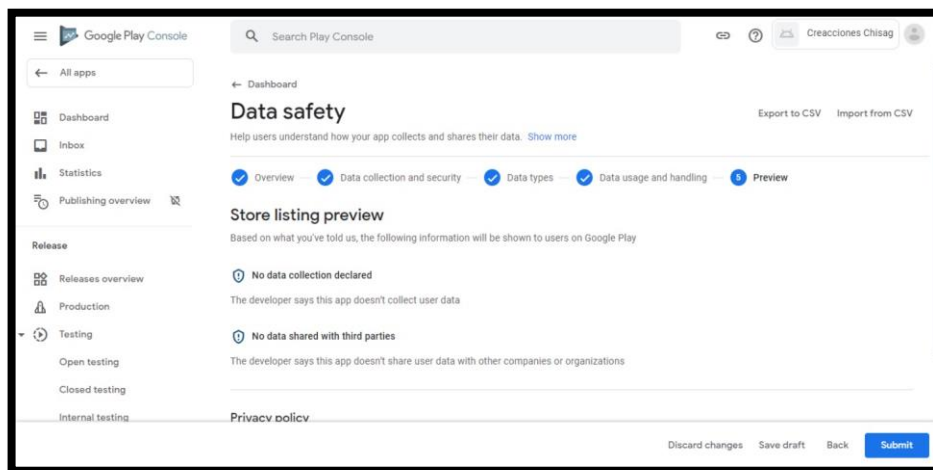 Google Play Console
Search Play Console
Creacciones Chisag
All apps
Dashboard
Inbox
Statistics
Publishing overview
Release
Releases overview
Production
Testing
Open testing
Closed testing
Internal testing
Dashboard
Data safety
Export to CSV
Import from CSV
Help users understand how your app collects and shares their data. Show more
Overview
Data collection and security
Data types
Data usage and handling
5 Preview
Store listing preview
Based on what you've told us, the following information will be shown to users on Google Play
No data collection declared
The developer says this app doesn't collect user data
No data shared with third parties
The developer says this app doesn't share user data with other companies or organizations
Privacy policy
Discard changes
Save draft
Back
Submit